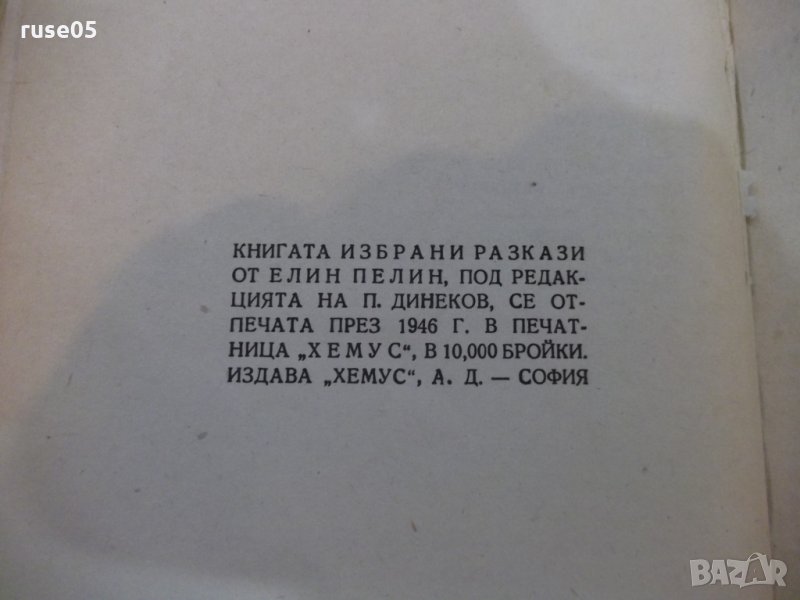 ruse05
КНИГАТА ИЗБРАНИ РАЗКАЗИ
ОТ ЕЛИН ПЕЛИН, ПОД РЕДАК-
ЦИЯТА НА П. ДИНЕКОВ, СЕ ОТ-
ПЕЧАТА ПРЕЗ 1946 Г. В ПЕЧАТ-
НИЦА „ХЕМУС“, В 10,000 БРОЙКИ.
ИЗДАВА „ХЕМУС“, А. Д. — СОФИЯ
BAZAR